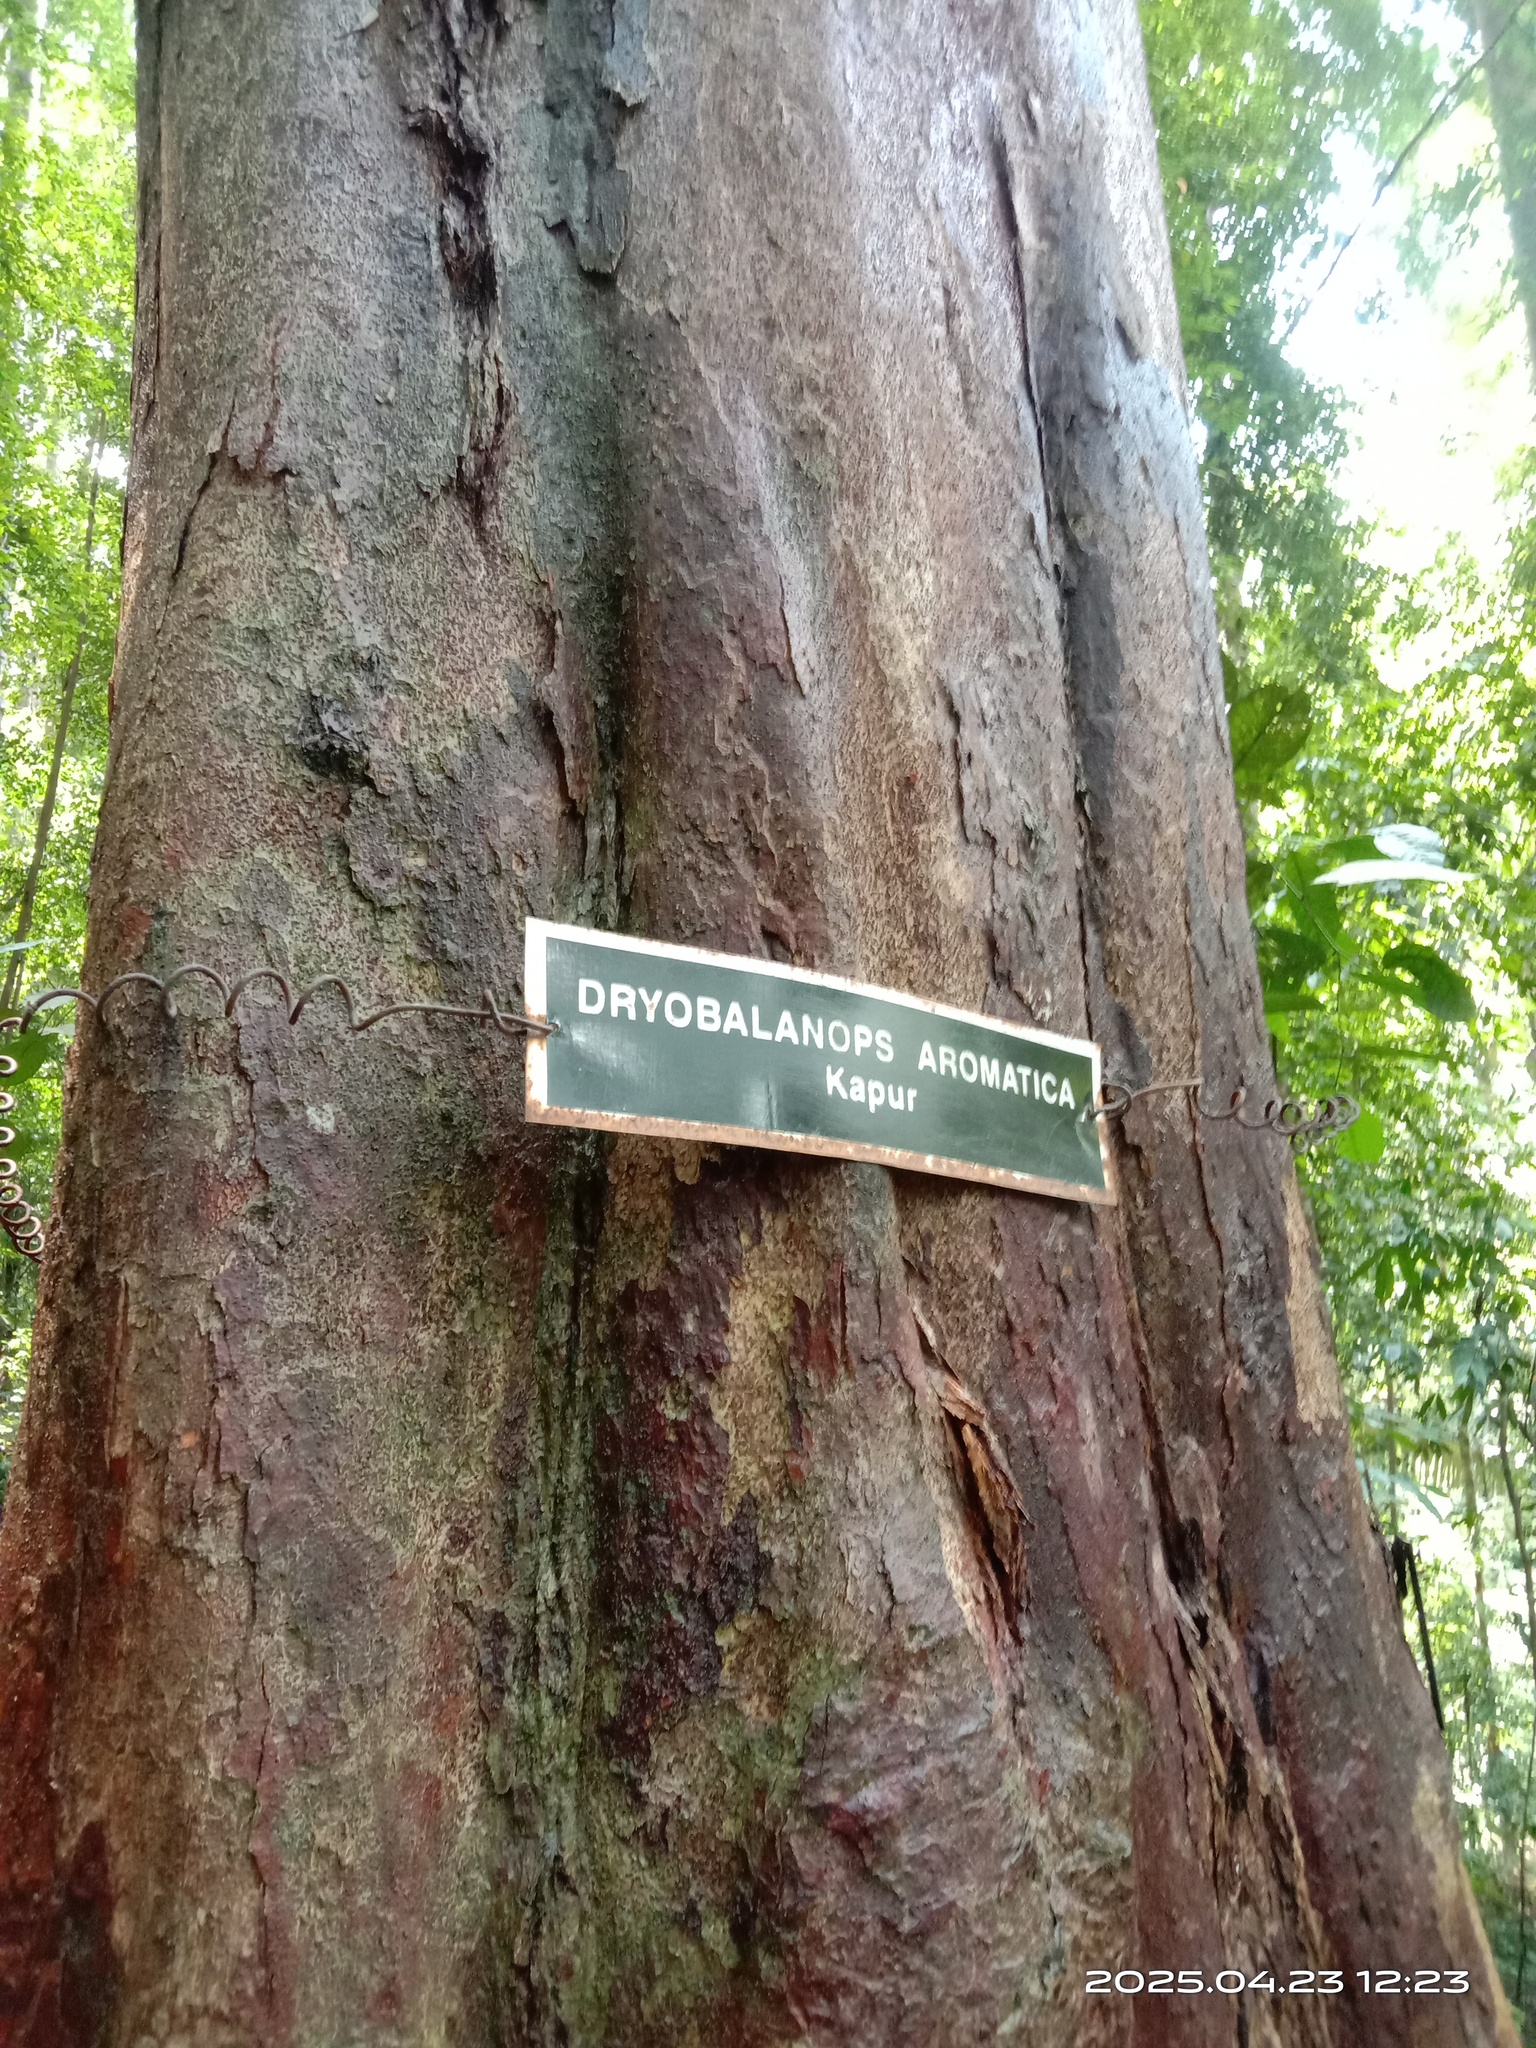 DRYOBALANOPS AROMATICA
Kapur
2025.04.23 12:23